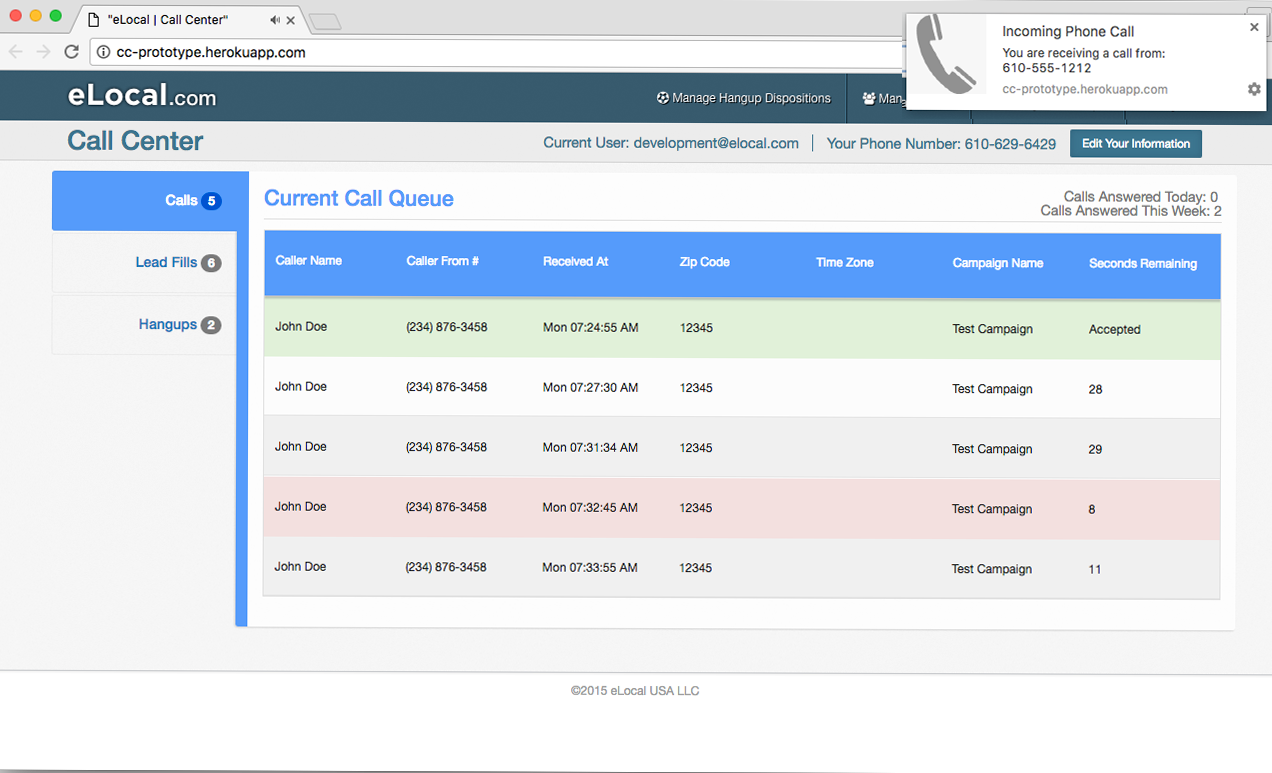 "eLocal | Call Center"
cc-prototype.herokuapp.com
Incoming Phone Call
You are receiving a call from:
610-555-1212
cc-prototype.herokuapp.com
eLocal.com
Manage Hangup Dispositions
Call Center
Current User: development@elocal.com
Your Phone Number: 610-629-6429
Edit Your Information
Calls 5
Lead Fills 6
Hangups 2
Current Call Queue
Calls Answered Today: 0
Calls Answered This Week: 2
Caller Name Caller From # Received At Zip Code Time Zone Campaign Name Seconds Remaining
John Doe (234) 876-3458 Mon 07:24:55 AM 12345 Test Campaign Accepted
John Doe (234) 876-3458 Mon 07:27:30 AM 12345 Test Campaign 28
John Doe (234) 876-3458 Mon 07:31:34 AM 12345 Test Campaign 29
John Doe (234) 876-3458 Mon 07:32:45 AM 12345 Test Campaign 8
John Doe (234) 876-3458 Mon 07:33:55 AM 12345 Test Campaign 11
©2015 eLocal USA LLC